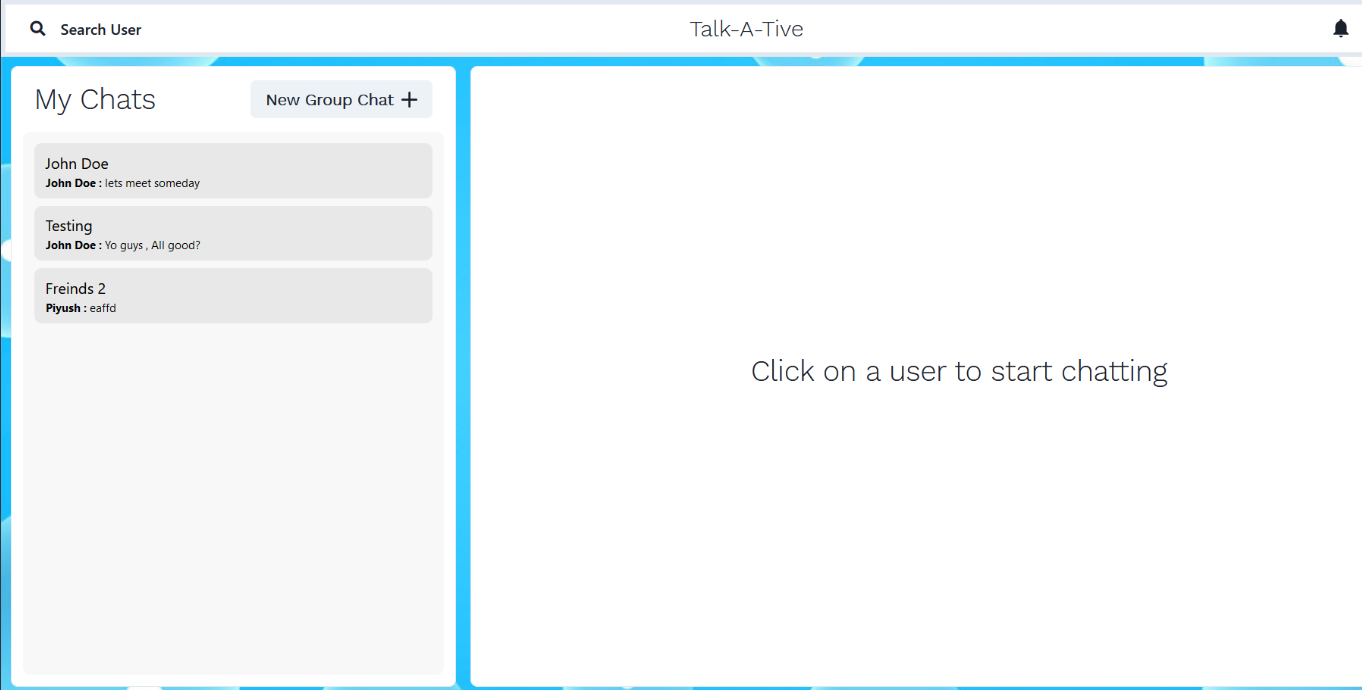 Search User
Talk-A-Tive
My Chats
New Group Chat +
John Doe
John Doe : lets meet someday
Testing
John Doe : Yo guys , All good?
Freinds 2
Piyush : eaffd
Click on a user to start chatting